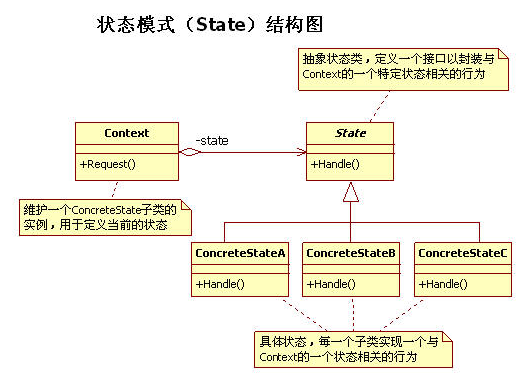 状态模式（State）结构图
抽象状态类，定义一个接口以封装与
Context的一个特定状态相关的行为
Context
+Request()
-state
State
+Handle()
维护一个ConcreteState子类的
实例，用于定义当前的状态
ConcreteStateA
+Handle()
ConcreteStateB
+Handle()
ConcreteStateC
+Handle()
具体状态，每一个子类实现一个与
Context的一个状态相关的行为